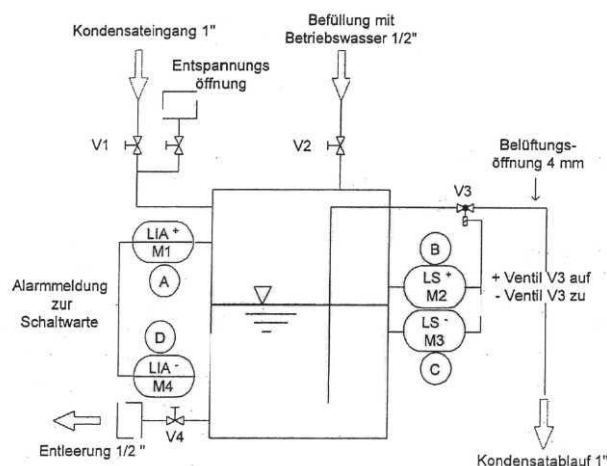 Kondensateingang 1"
Befüllung mit
Betriebswasser 1/2"
Entspannungs
öffnung
Belüftungs-
öffnung 4 mm
V1
V2
V3
LIA +
M1
A
B
LS +
M2
+ Ventil V3 auf
- Ventil V3 zu
Alarmmeldung
zur
Schaltwarte
D
LS -
M3
C
LIA -
M4
V4
Entleerung 1/2 "
Kondensatablauf 1"